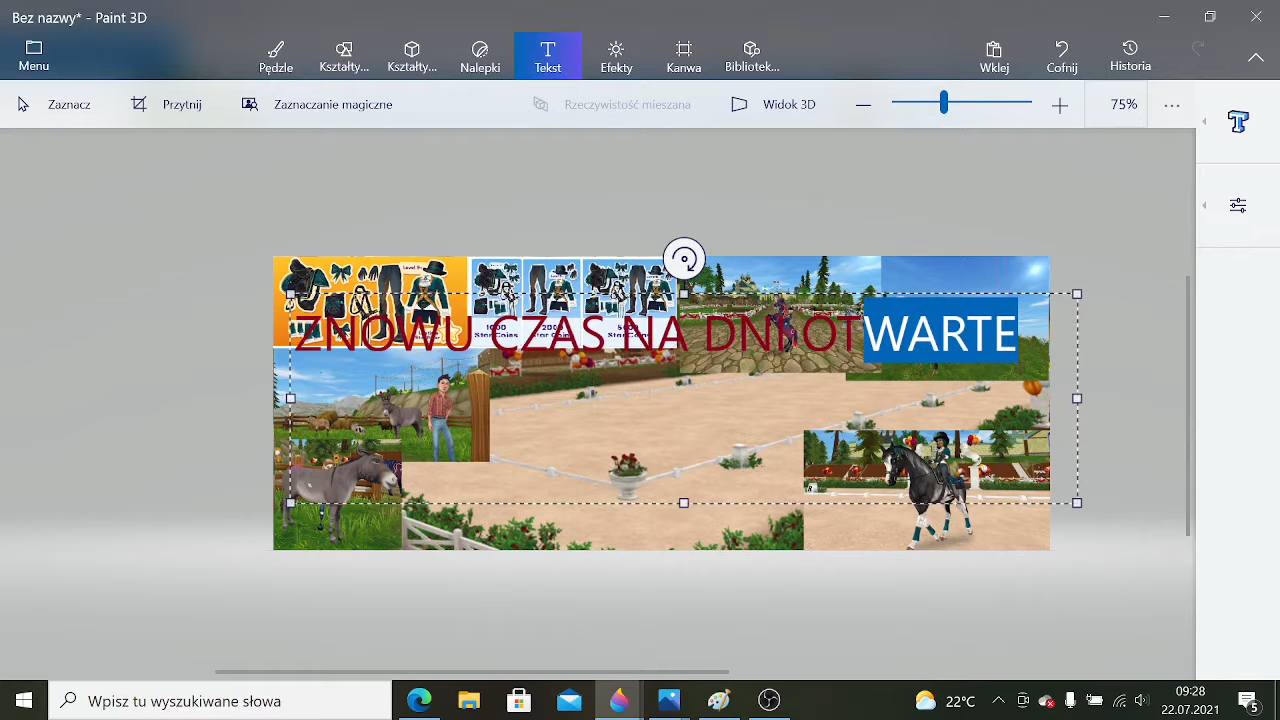 Bez nazwy* - Paint 3D
Menu
Pędzle
Kształty...
Kształty...
Nalepki
Tekst
Efekty
Kanwa
Bibliotek...
Wklej
Cofnij
Historia
Zaznacz
Przytnij
Zaznaczanie magiczne
Rzeczywistość mieszana
Widok 3D
75%
ZNOWU CZAS NA DNI OTWARTE
StarCoins
Wpisz tu wyszukiwane słowa
22°C
09:28
22.07.2021
5